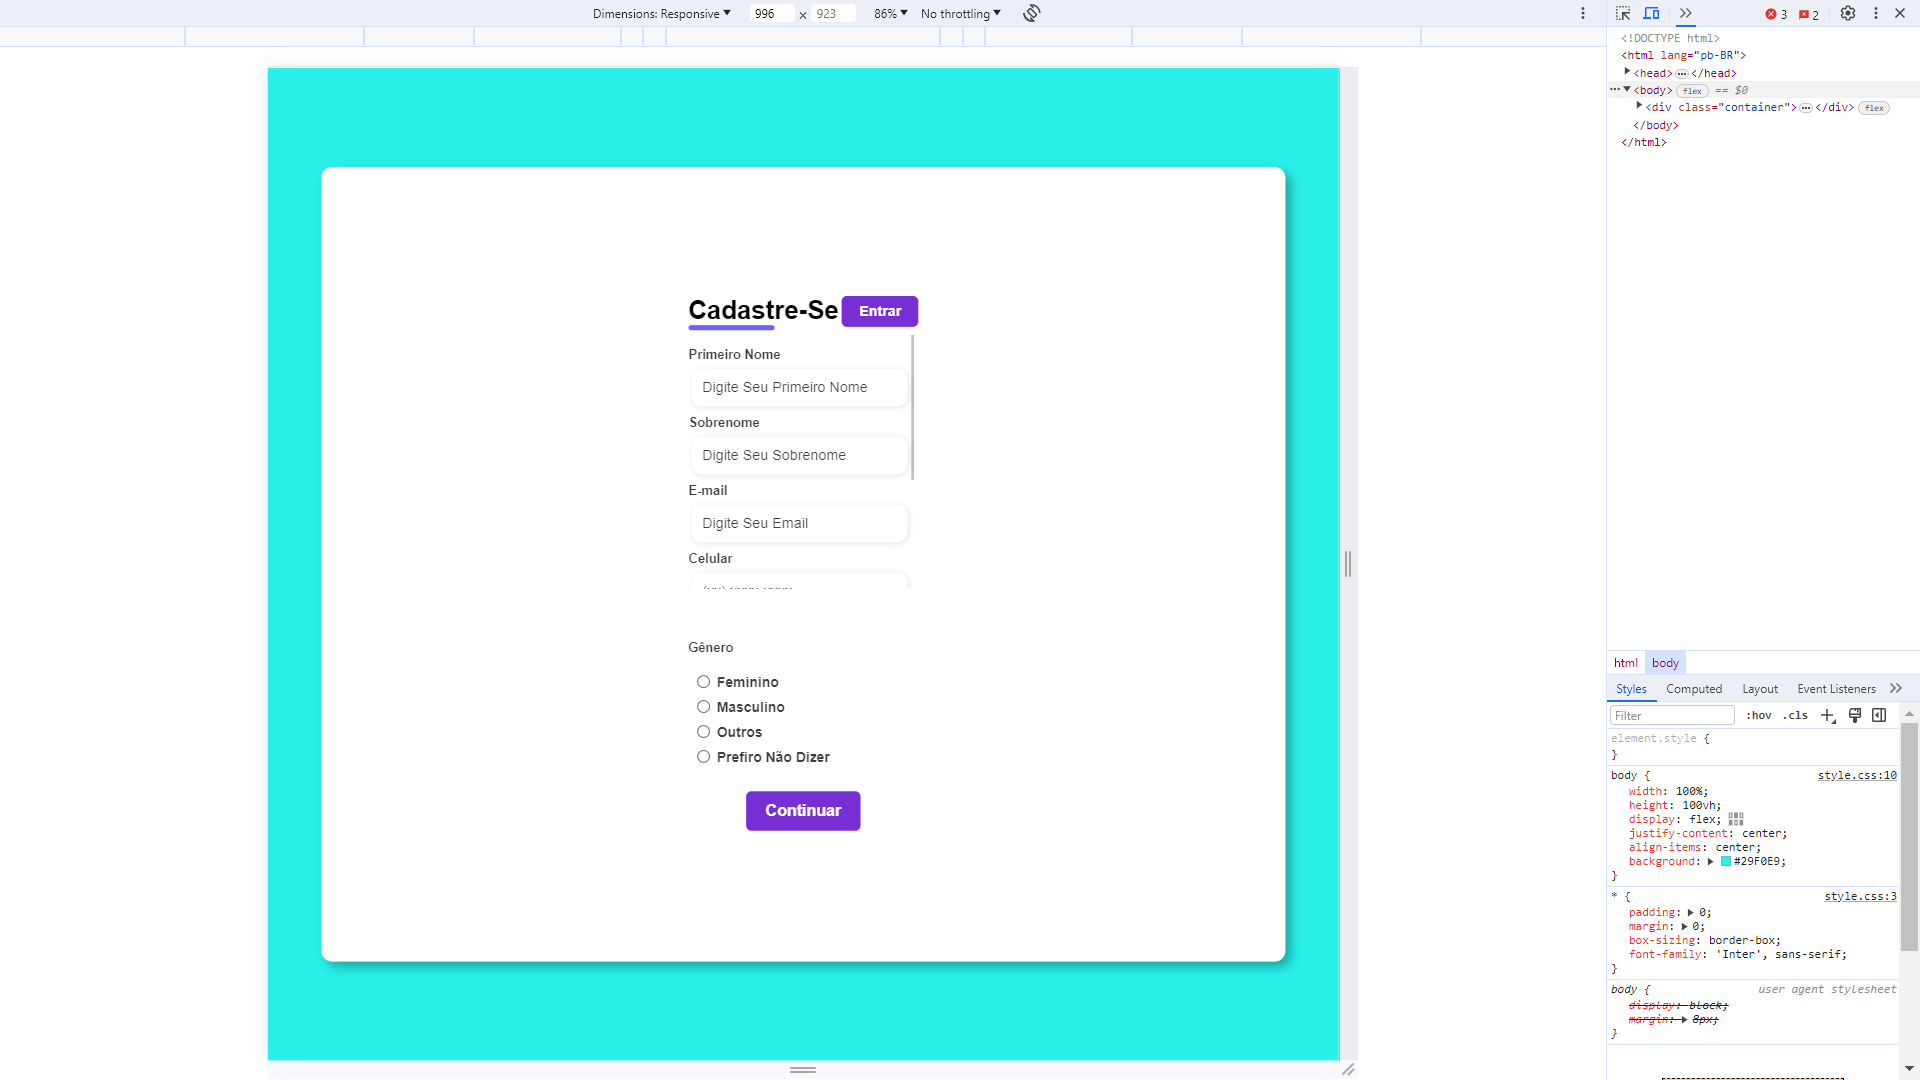 Dimensions: Responsive 996 × 923 86% No throttling
3 2
Cadastre-Se Entrar
Primeiro Nome
Digite Seu Primeiro Nome
Sobrenome
Digite Seu Sobrenome
E-mail
Digite Seu Email
Celular
Gênero
Feminino
Masculino
Outros
Prefiro Não Dizer
Continuar
<!DOCTYPE html>
<html lang="pb-BR">
<head> ••• </head>
••• <body> flex == $0
<div class="container"> ••• </div> flex
</body>
</html>
html body
Styles Computed Layout Event Listeners
Filter :hov .cls
element.style {
}
body { style.css:10
width: 100%;
height: 100vh;
display: flex;
justify-content: center;
align-items: center;
background: #29F0E9;
}
* { style.css:3
padding: 0;
margin: 0;
box-sizing: border-box;
font-family: 'Inter', sans-serif;
}
body { user agent stylesheet
display: block;
margin: 8px;
}